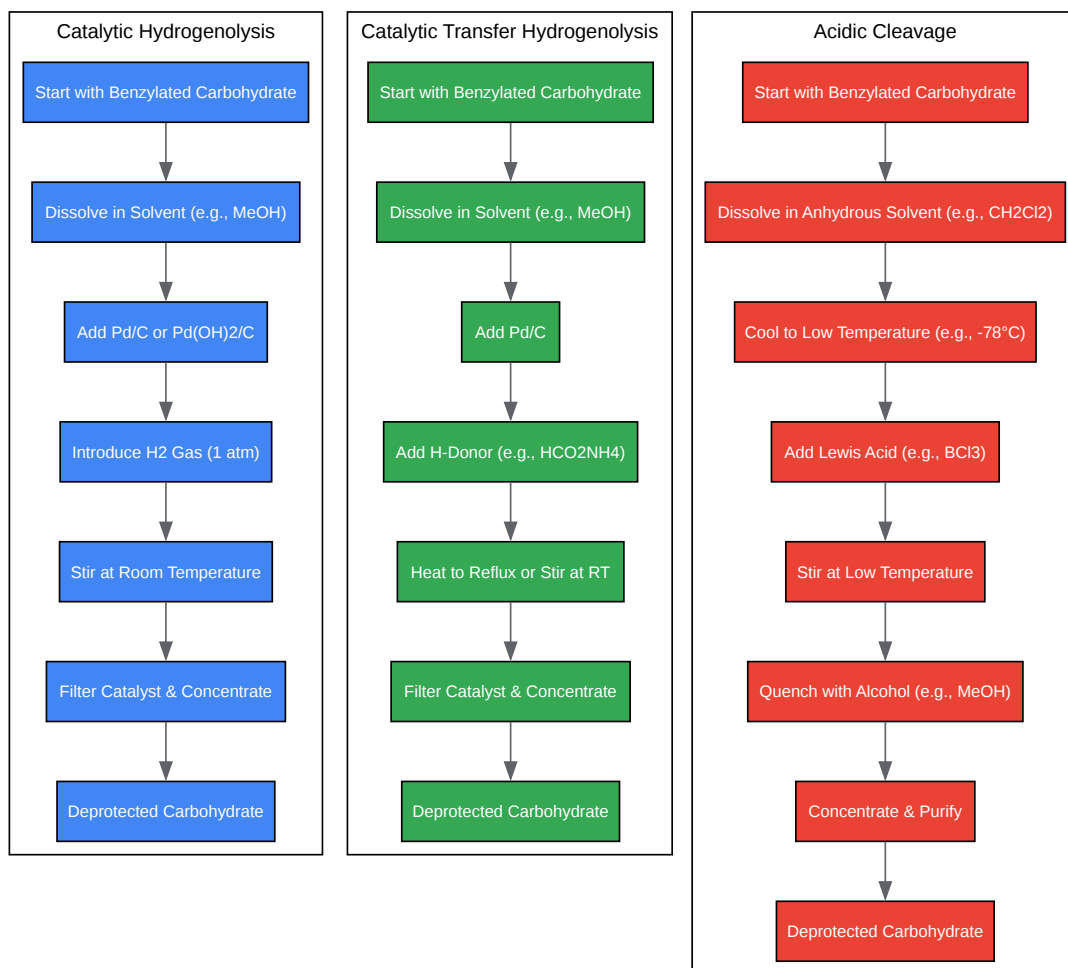 Catalytic Hydrogenolysis
Start with Benzylated Carbohydrate
Dissolve in Solvent (e.g., MeOH)
Add Pd/C or Pd(OH)2/C
Introduce H2 Gas (1 atm)
Stir at Room Temperature
Filter Catalyst & Concentrate
Deprotected Carbohydrate
Catalytic Transfer Hydrogenolysis
Start with Benzylated Carbohydrate
Dissolve in Solvent (e.g., MeOH)
Add Pd/C
Add H-Donor (e.g., HCO2NH4)
Heat to Reflux or Stir at RT
Filter Catalyst & Concentrate
Deprotected Carbohydrate
Acidic Cleavage
Start with Benzylated Carbohydrate
Dissolve in Anhydrous Solvent (e.g., CH2Cl2)
Cool to Low Temperature (e.g., -78°C)
Add Lewis Acid (e.g., BCl3)
Stir at Low Temperature
Quench with Alcohol (e.g., MeOH)
Concentrate & Purify
Deprotected Carbohydrate